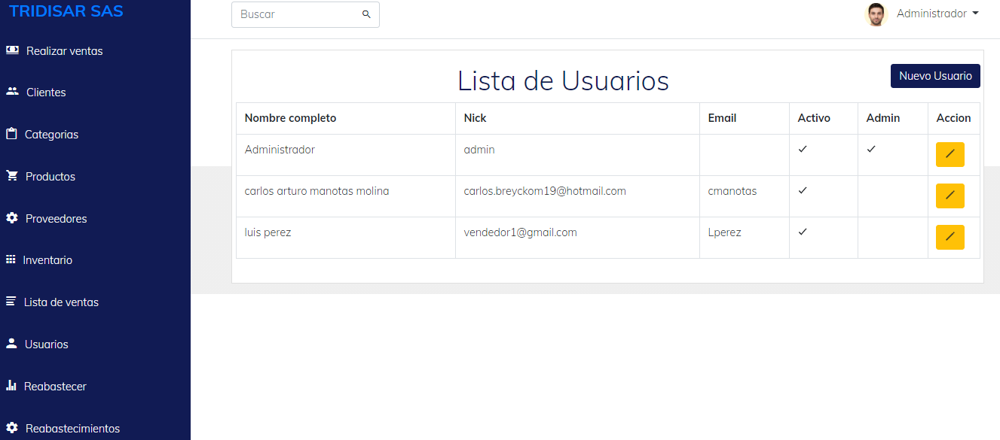 TRIDISAR SAS
Buscar
Administrador
Realizar ventas
Clientes
Categorias
Productos
Proveedores
Inventario
Lista de ventas
Usuarios
Reabastecer
Reabastecimientos
Lista de Usuarios
Nuevo Usuario
Nombre completo Nick Email Activo Admin Accion
Administrador admin
carlos arturo manotas molina carlos.breyckom19@hotmail.com cmanotas
luis perez vendedor1@gmail.com Lperez